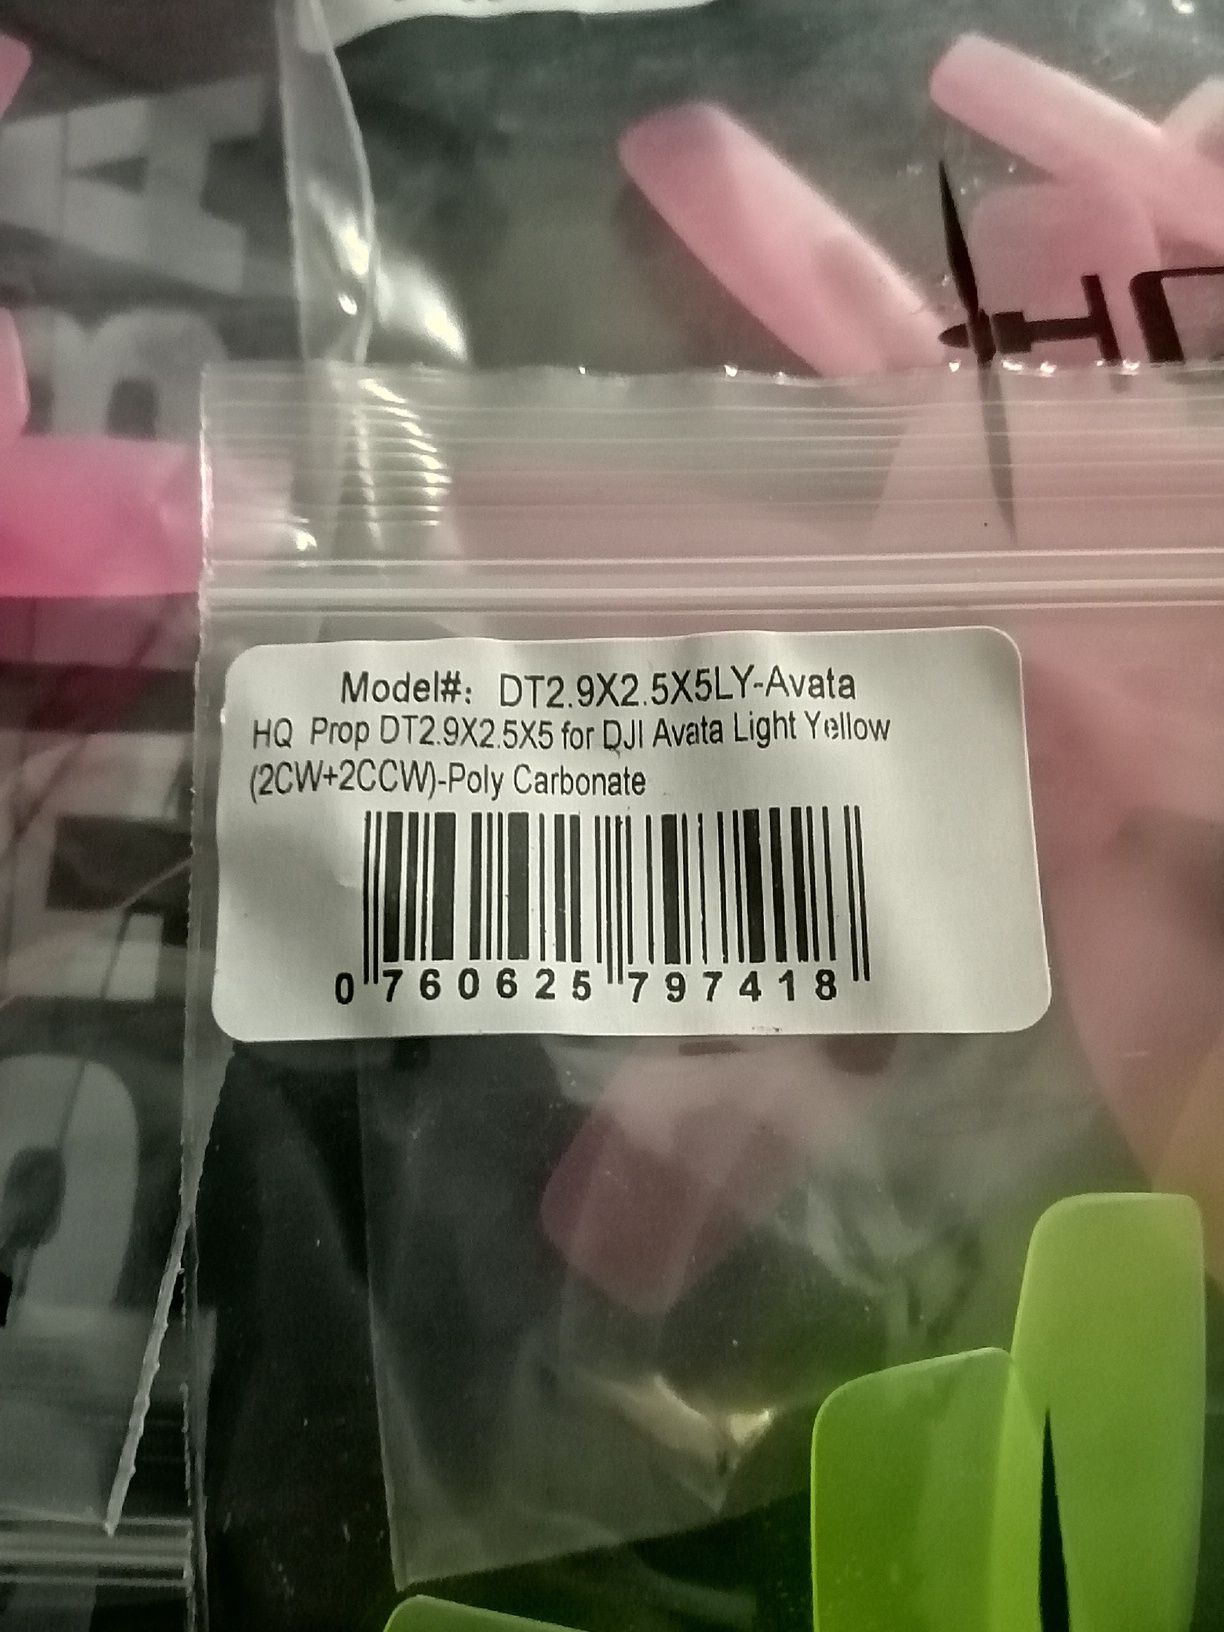 Model#: DT2.9X2.5X5LY-Avata
HQ Prop DT2.9X2.5X5 for DJI Avata Light Yellow
(2CW+2CCW)-Poly Carbonate
0 760625 797418